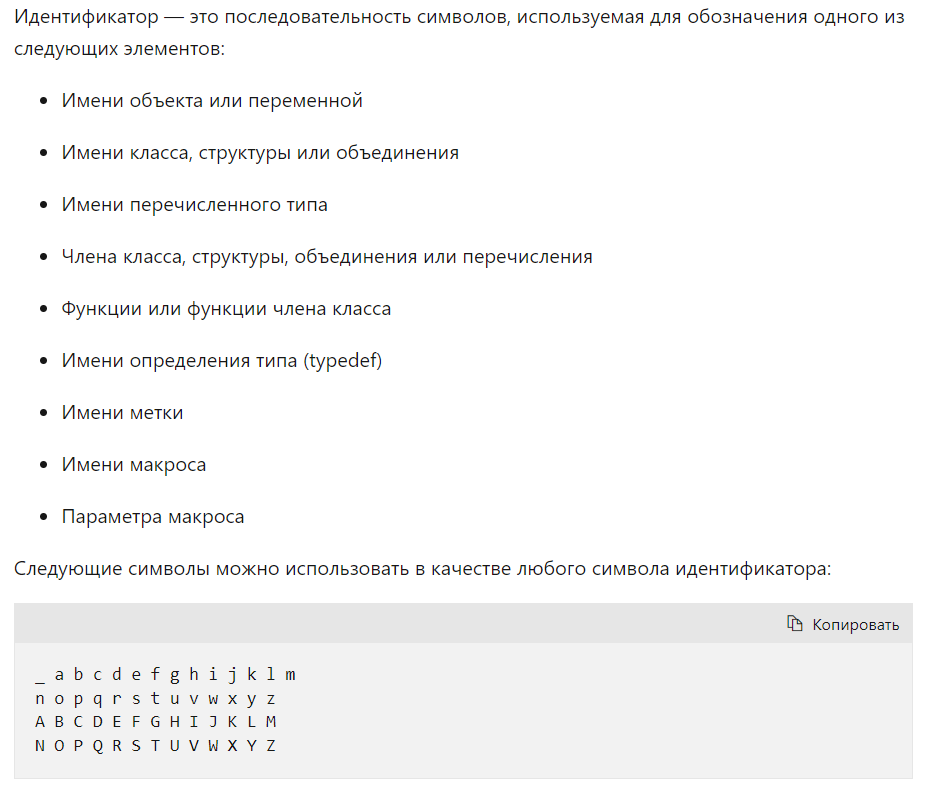 Идентификатор — это последовательность символов, используемая для обозначения одного из
следующих элементов:
• Имени объекта или переменной
• Имени класса, структуры или объединения
• Имени перечисленного типа
• Члена класса, структуры, объединения или перечисления
• Функции или функции члена класса
• Имени определения типа (typedef)
• Имени метки
• Имени макроса
• Параметра макроса
Следующие символы можно использовать в качестве любого символа идентификатора:
Копировать
_ a b c d e f g h i j k l m
n o p q r s t u v w x y z
A B C D E F G H I J K L M
N O P Q R S T U V W X Y Z